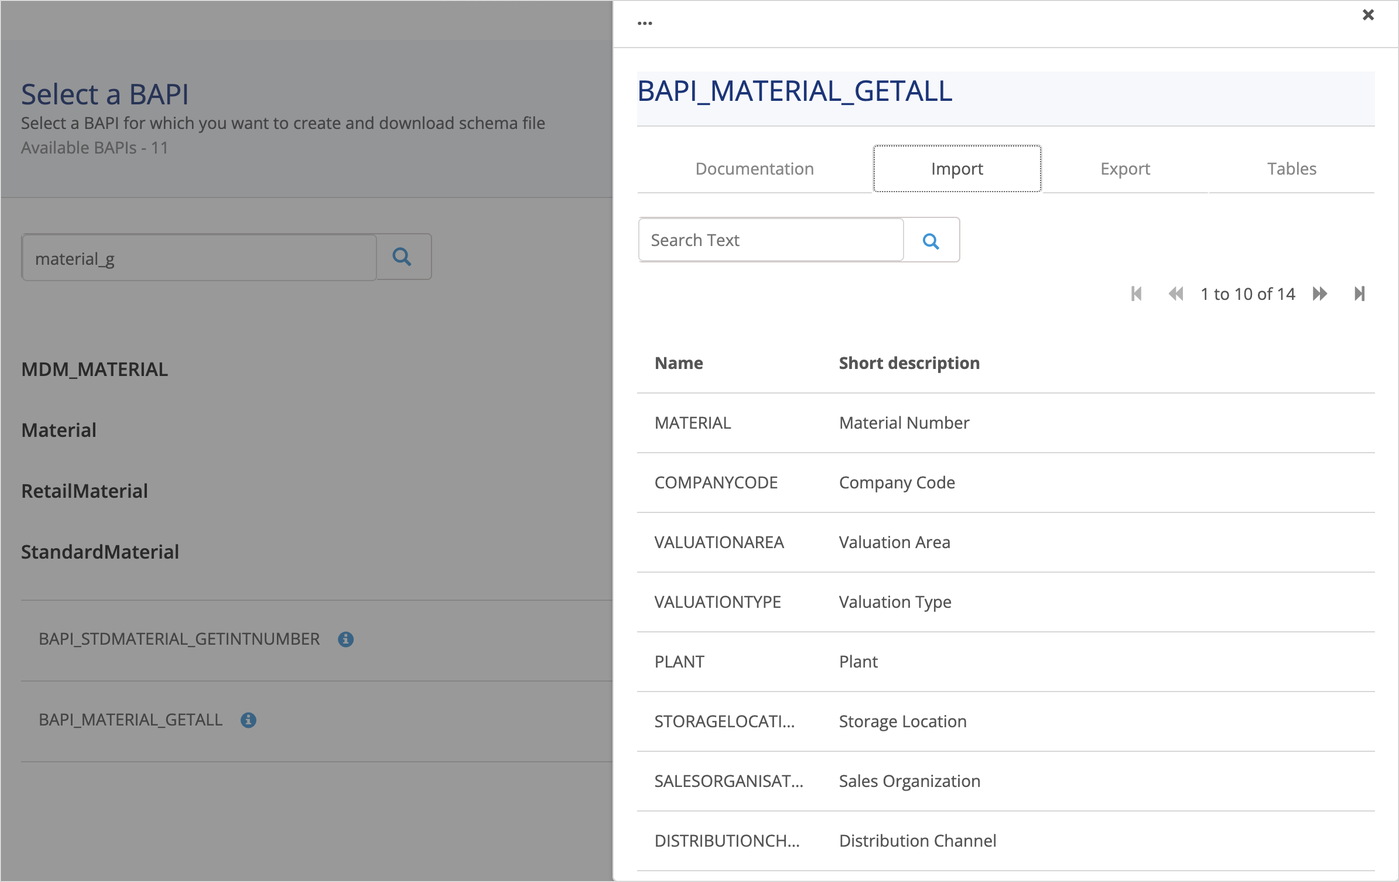 Select a BAPI
Select a BAPI for which you want to create and download schema file
Available BAPIs - 11
material_g
MDM_MATERIAL
Material
RetailMaterial
StandardMaterial
BAPI_STDMATERIAL_GETINTNUMBER
BAPI_MATERIAL_GETALL
...
BAPI_MATERIAL_GETALL
Documentation Import Export Tables
Search Text
1 to 10 of 14
Name Short description
MATERIAL Material Number
COMPANYCODE Company Code
VALUATIONAREA Valuation Area
VALUATIONTYPE Valuation Type
PLANT Plant
STORAGELOCATI... Storage Location
SALESORGANISAT... Sales Organization
DISTRIBUTIONCH... Distribution Channel